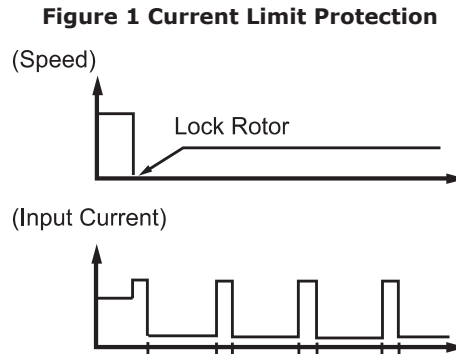 Figure 1 Current Limit Protection
(Speed)
Lock Rotor
(Input Current)